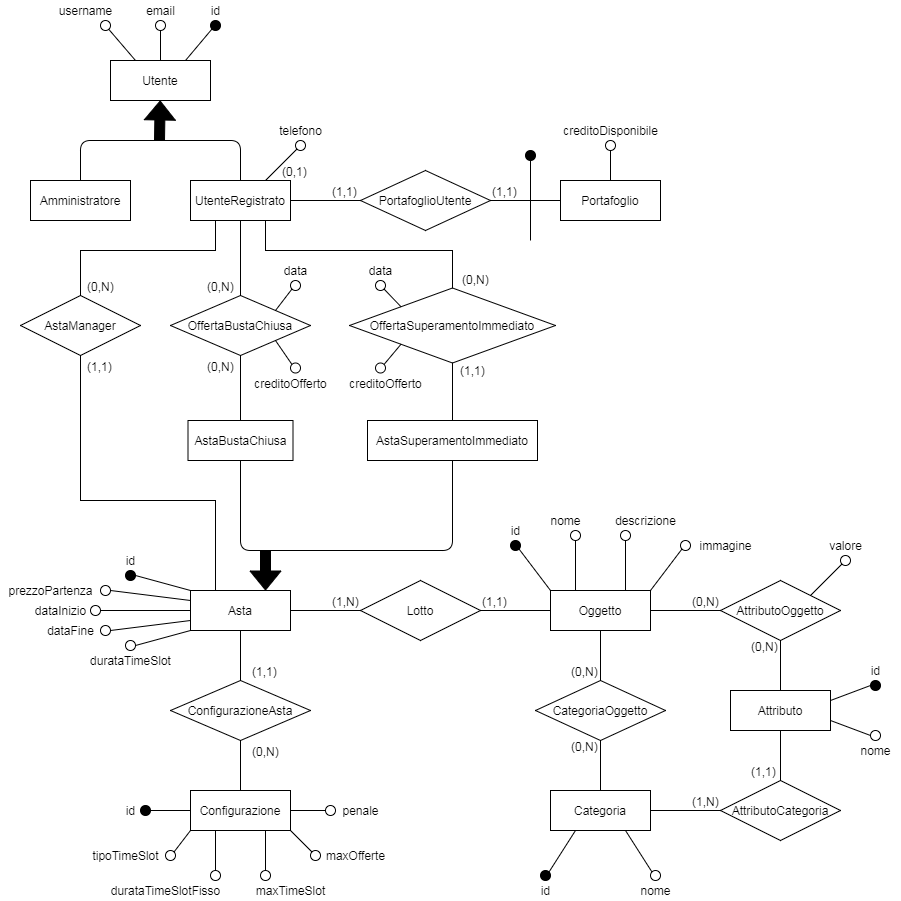 username
email
id
Utente
telefono
creditoDisponibile
(0,1)
Amministratore
UtenteRegistrato
(1,1)
PortafoglioUtente
(1,1)
Portafoglio
(0,N)
(0,N)
data
data
(0,N)
AstaManager
OffertaBustaChiusa
OffertaSuperamentoImmediato
(1,1)
(0,N)
creditoOfferto
creditoOfferto
(1,1)
AstaBustaChiusa
AstaSuperamentoImmediato
id
nome
descrizione
immagine
valore
id
prezzoPartenza
dataInizio
dataFine
durataTimeSlot
Asta
(1,N)
Lotto
(1,1)
Oggetto
(0,N)
AttributoOggetto
(0,N)
(1,1)
(0,N)
id
ConfigurazioneAsta
CategoriaOggetto
Attributo
(0,N)
(0,N)
nome
(1,1)
id
Configurazione
penale
Categoria
(1,N)
AttributoCategoria
tipoTimeSlot
maxOfferte
durataTimeSlotFisso
maxTimeSlot
id
nome